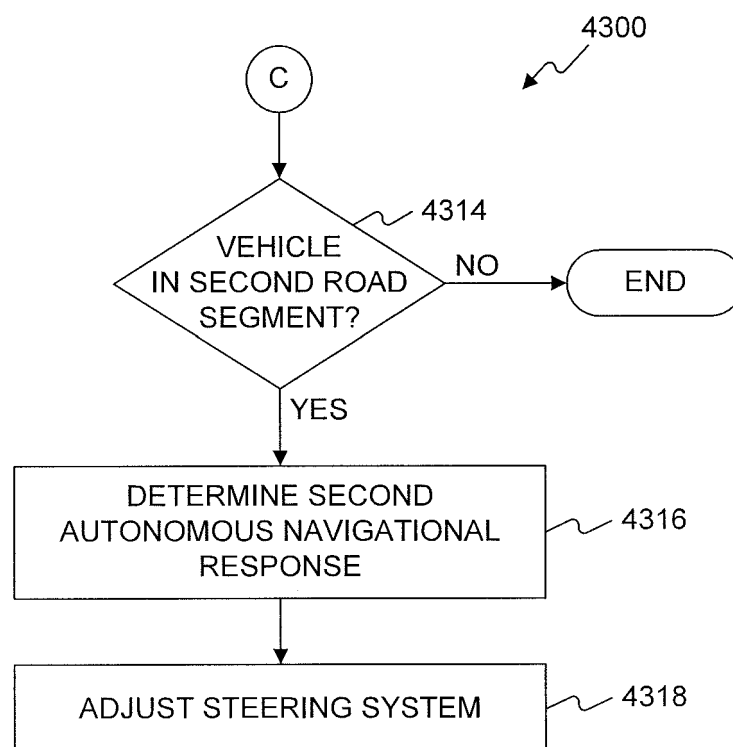 4300
C
4314
VEHICLE
IN SECOND ROAD
SEGMENT?
NO
END
YES
DETERMINE SECOND
AUTONOMOUS NAVIGATIONAL
RESPONSE
4316
ADJUST STEERING SYSTEM
4318